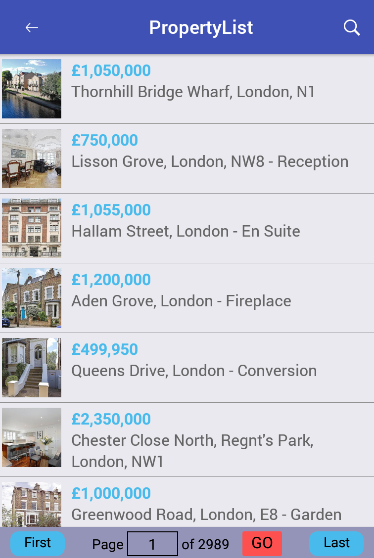 PropertyList
£1,050,000
Thornhill Bridge Wharf, London, N1
£750,000
Lisson Grove, London, NW8 - Reception
£1,055,000
Hallam Street, London - En Suite
£1,200,000
Aden Grove, London - Fireplace
£499,950
Queens Drive, London - Conversion
£2,350,000
Chester Close North, Regnt's Park,
London, NW1
£1,000,000
Greenwood Road, London, E8 - Garden
First Page 1 of 2989 GO Last